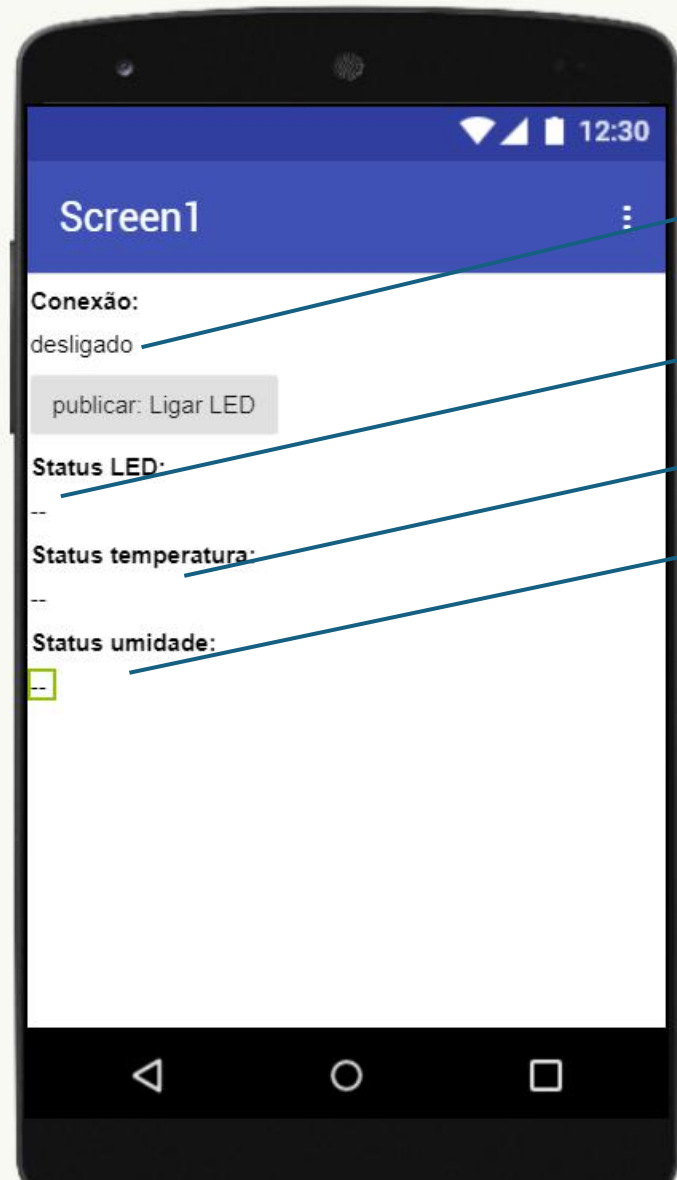 12:30
Screen1
Conexão:
desligado
publicar: Ligar LED
Status LED:
--
Status temperatura:
--
Status umidade:
--